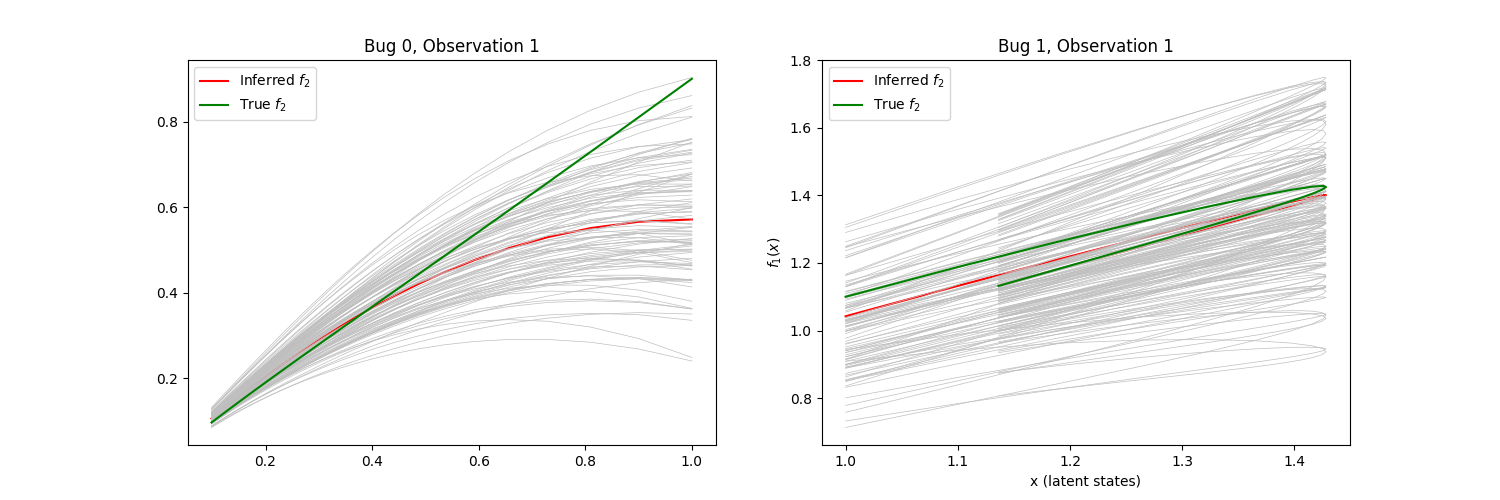 Bug 0, Observation 1
Inferred f₂
True f₂
0.8
0.6
0.4
0.2
0.2 0.4 0.6 0.8 1.0
Bug 1, Observation 1
Inferred f₂
True f₂
1.8
1.6
1.4
1.2
1.0
0.8
f₁(x)
1.0 1.1 1.2 1.3 1.4
x (latent states)